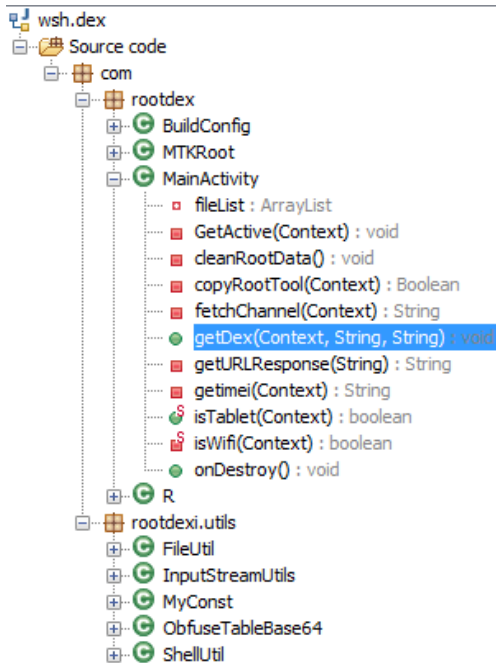 wsh.dex
Source code
com
rootdex
BuildConfig
MTKRoot
MainActivity
fileList : ArrayList
GetActive(Context) : void
cleanRootData() : void
copyRootTool(Context) : Boolean
fetchChannel(Context) : String
getDex(Context, String, String) : void
getURLResponse(String) : String
getimei(Context) : String
isTablet(Context) : boolean
isWifi(Context) : boolean
onDestroy() : void
R
rootdexi.utils
FileUtil
InputStreamUtils
MyConst
ObfuseTableBase64
ShellUtil